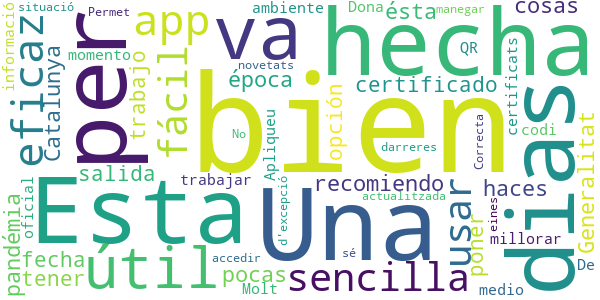 situació
Permet
ambiente
Dona
ésta
manegar
cosas
informació
eficaz
Catalunya
momento
per
app
trabajo
fácil
va
novetats
época
hecha
QR
certificado
certificats
opción
bien
dias
codi
Correcta
No
Apliqueu
darreres
Generalitat
salida
trabajar
recomiendo
haces
pandémia
oficial
Esta
d'excepció
Una
actualitzada
usar
poner
eines
millorar
fecha
tener
útil
accedir
pocas
Molt
sé
sencilla
medio
De